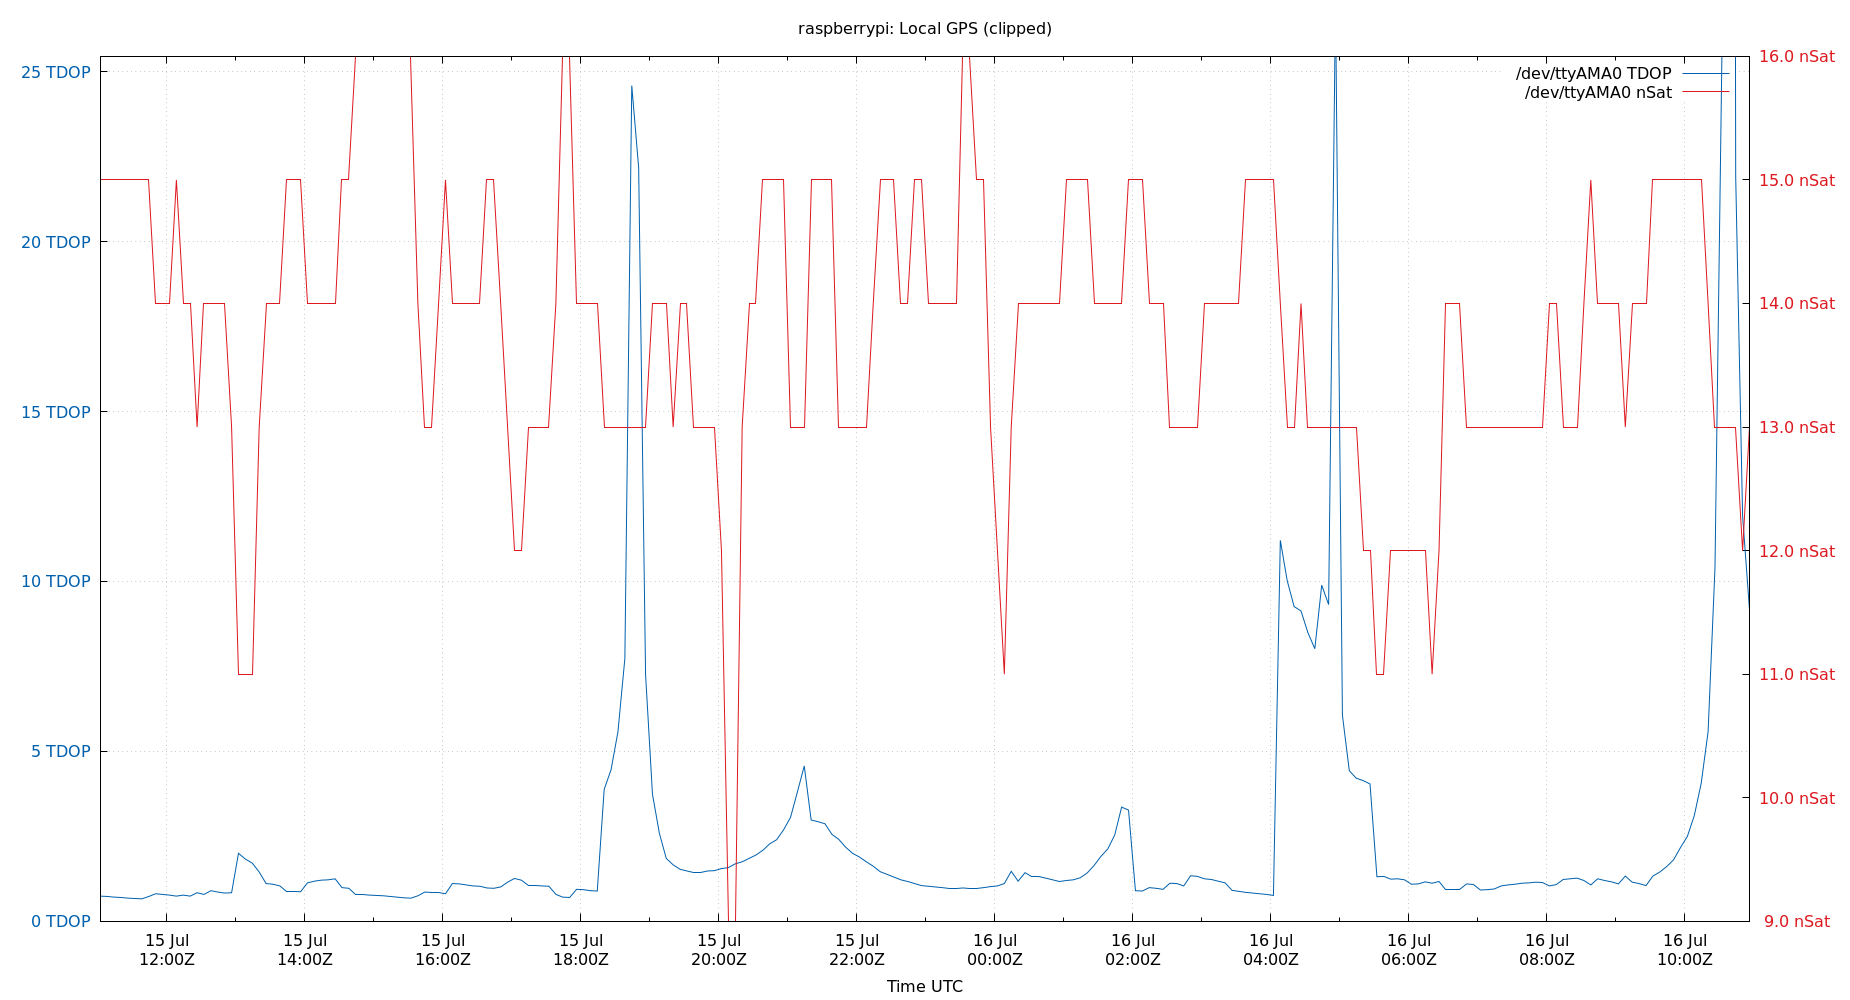 raspberrypi: Local GPS (clipped)
25 TDOP
20 TDOP
15 TDOP
10 TDOP
5 TDOP
0 TDOP
/dev/ttyAMA0 TDOP
/dev/ttyAMA0 nSat
16.0 nSat
15.0 nSat
14.0 nSat
13.0 nSat
12.0 nSat
11.0 nSat
10.0 nSat
9.0 nSat
15 Jul 15 Jul 15 Jul 15 Jul 15 Jul 15 Jul 16 Jul 16 Jul 16 Jul 16 Jul 16 Jul 16 Jul
12:00Z 14:00Z 16:00Z 18:00Z 20:00Z 22:00Z 00:00Z 02:00Z 04:00Z 06:00Z 08:00Z 10:00Z
Time UTC